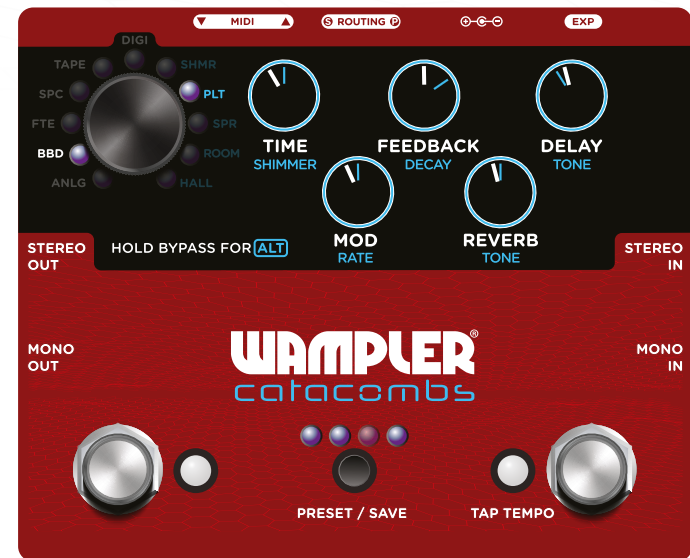 MIDI
S ROUTING P
EXP
DIGI
TAPE
SHMR
SPC
PLT
FTE
SPR
BBD
ROOM
ANLG
HALL
TIME
SHIMMER
FEEDBACK
DECAY
DELAY
TONE
MOD
RATE
REVERB
TONE
STEREO
OUT
HOLD BYPASS FOR ALT
STEREO
IN
MONO
OUT
MONO
IN
WAMPLER®
catacombs
PRESET / SAVE
TAP TEMPO